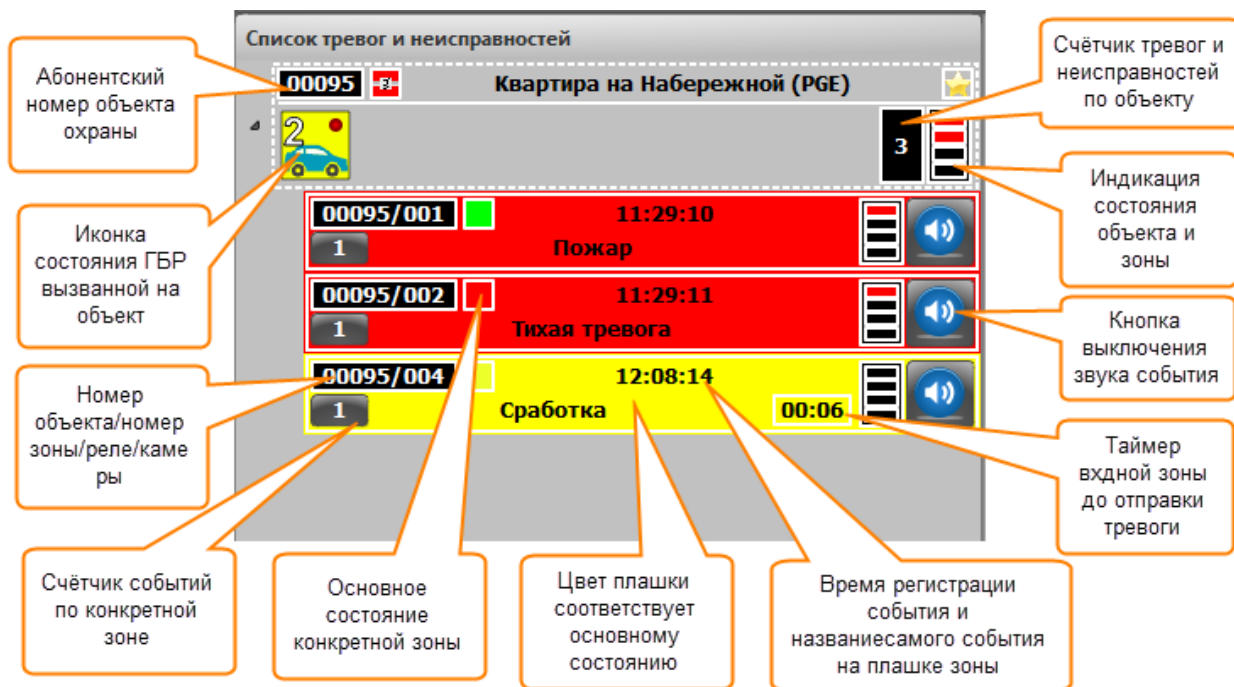 Список тревог и неисправностей
00095
Квартира на Набережной (PGE)
2
3
00095/001
11:29:10
1
Пожар
00095/002
11:29:11
1
Тихая тревога
00095/004
12:08:14
1
Сработка
00:06
Абонентский
номер объекта
охраны
Иконка
состояния ГБР
вызванной на
объект
Номер
объекта/номер
зоны/реле/каме
ры
Счётчик событий
по конкретной
зоне
Основное
состояние
конкретной зоны
Цвет плашки
соответствует
основному
состоянию
Время регистрации
события и
названиесамого события
на плашке зоны
Счётчик тревог и
неисправностей
по объекту
Индикация
состояния
объекта и
зоны
Кнопка
выключения
звука события
Таймер
вхдной зоны
до отправки
тревоги